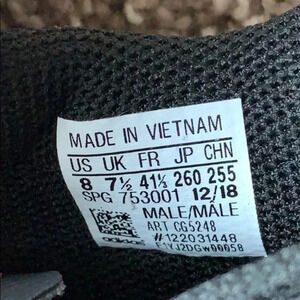 MADE IN VIETNAM
US UK FR JP CHN
8 7½ 41⅓ 260 255
SPG 753001 12/18
MALE/MALE
ART CG5248
adidas #122031448